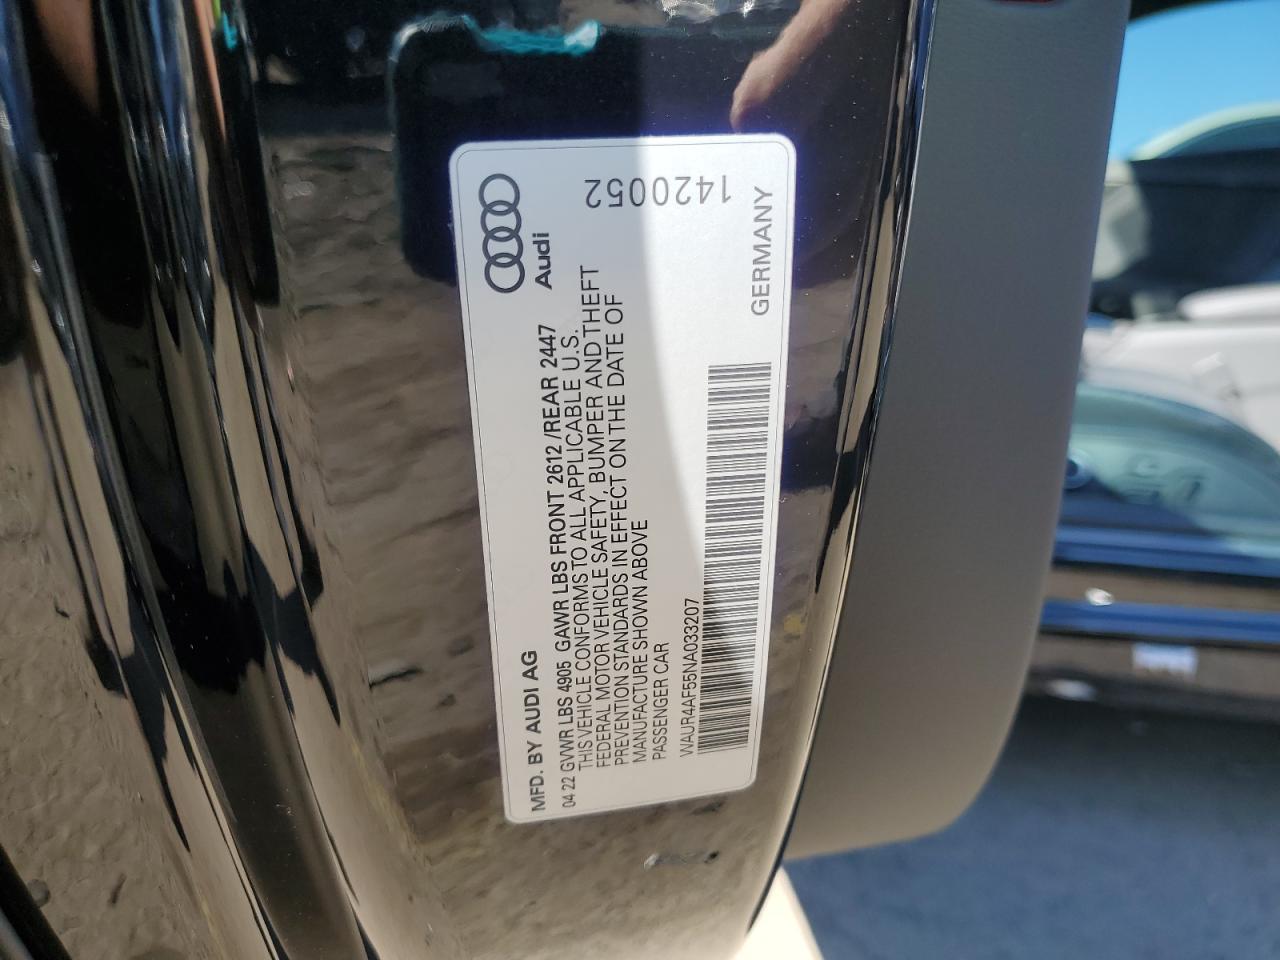 Audi
MFD. BY AUDI AG
04 22 GVWR LBS 4905 GAWR LBS FRONT 2612 /REAR 2447
THIS VEHICLE CONFORMS TO ALL APPLICABLE U.S.
FEDERAL MOTOR VEHICLE SAFETY, BUMPER AND THEFT
PREVENTION STANDARDS IN EFFECT ON THE DATE OF
MANUFACTURE SHOWN ABOVE
PASSENGER CAR
WAUR4AF55NA033207
GERMANY
1420052